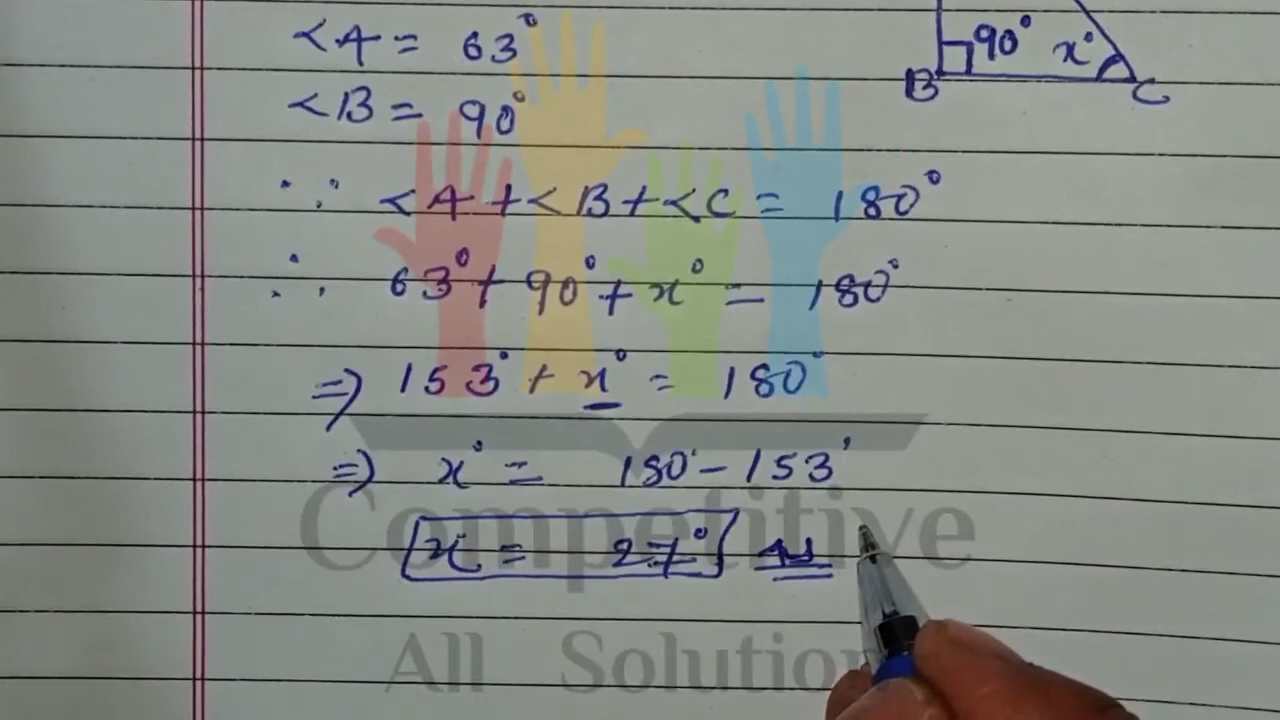 <A = 63°
90° x°
B C
<B = 90°
∵ <A + <B + <C = 180°
∴ 63° + 90° + x° = 180°
⇒ 153° + x° = 180°
⇒ x° = 180° - 153°
x = 27° Ans
Competitive
All Solution